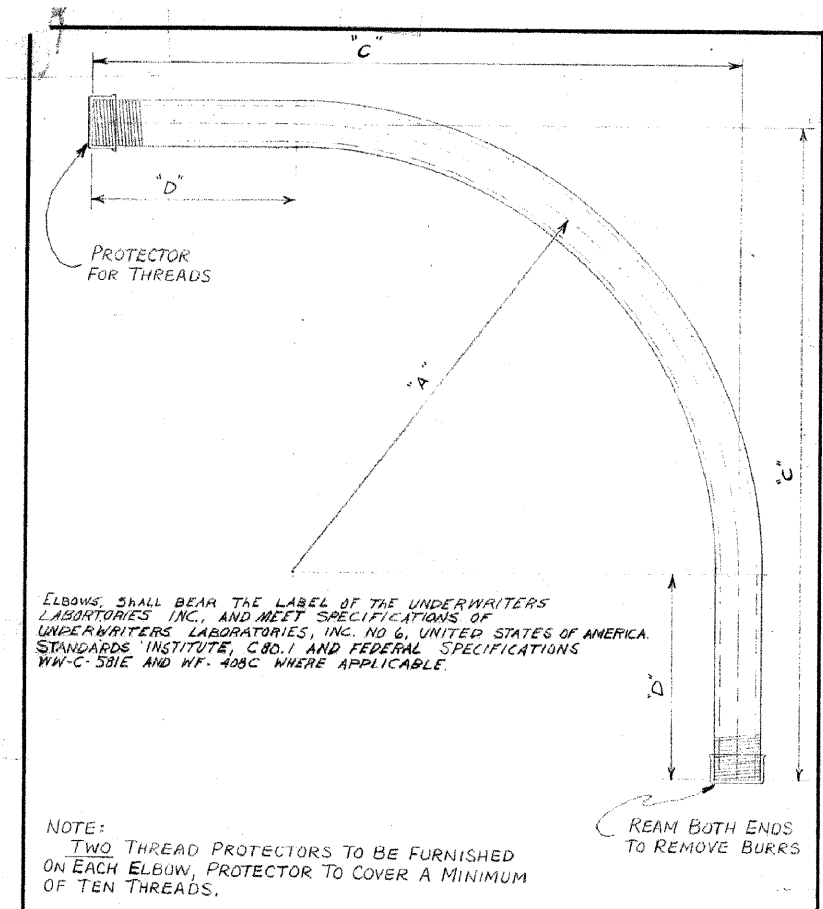 "C"
"D"
PROTECTOR
FOR THREADS
"A"
"C"
ELBOWS, SHALL BEAR THE LABEL OF THE UNDERWRITERS
LABORTORIES INC., AND MEET SPECIFICATIONS OF
UNDERWRITERS LABORATORIES, INC. NO 6, UNITED STATES OF AMERICA.
STANDARDS INSTITUTE, C80.1 AND FEDERAL SPECIFICATIONS
WW-C-581E AND WF-408C WHERE APPLICABLE.
"D"
NOTE:
TWO THREAD PROTECTORS TO BE FURNISHED
ON EACH ELBOW, PROTECTOR TO COVER A MINIMUM
OF TEN THREADS.
REAM BOTH ENDS
TO REMOVE BURRS